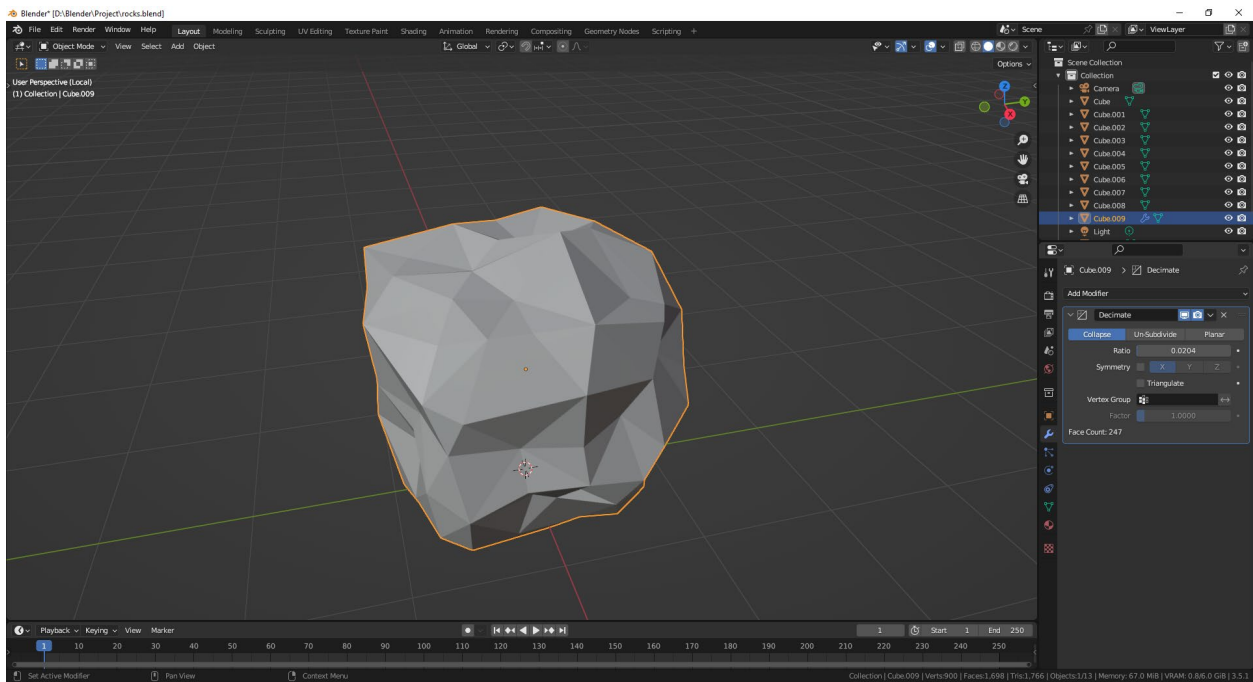 Blender* [D:\Blender\Project\rocks.blend]
File Edit Render Window Help Layout Modeling Sculpting UV Editing Texture Paint Shading Animation Rendering Compositing Geometry Nodes Scripting + Scene ViewLayer
Object Mode View Select Add Object Global
Options
User Perspective (Local)
(1) Collection | Cube.009
Z
Y
X
Scene Collection
Collection
Camera
Cube
Cube.001
Cube.002
Cube.003
Cube.004
Cube.005
Cube.006
Cube.007
Cube.008
Cube.009
Light
Cube.009 > Decimate
Add Modifier
Decimate
Collapse Un-Subdivide Planar
Ratio 0.0204
Symmetry X Y Z
Triangulate
Vertex Group
Factor 1.0000
Face Count: 247
Playback Keying View Marker 1 Start 1 End 250
1 10 20 30 40 50 60 70 80 90 100 110 120 130 140 150 160 170 180 190 200 210 220 230 240 250
Set Active Modifier Pan View Context Menu Collection | Cube.009 | Verts:900 | Faces:1,698 | Tris:1,766 | Objects:1/13 | Memory: 67.0 MiB | VRAM: 0.8/6.0 GiB | 3.5.1